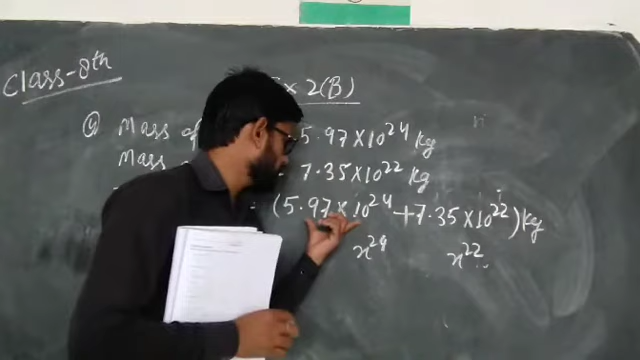 Class-8th
Ex 2(B)
Q Mass of 5.97×10²⁴ kg
Mass - 7.35×10²² kg
= (5.97×10²⁴+7.35×10²²)kg
x²⁴ x²²